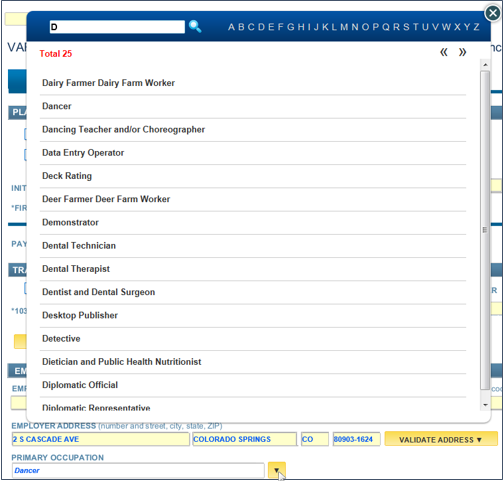 D
A B C D E F G H I J K L M N O P Q R S T U V W X Y Z
VAR
Total 25
« »
Dairy Farmer Dairy Farm Worker
PLA
Dancer
Dancing Teacher and/or Choreographer
Data Entry Operator
Deck Rating
INIT
Deer Farmer Deer Farm Worker
*FIR
Demonstrator
PAY
Dental Technician
TRA
Dental Therapist
ER
Dentist and Dental Surgeon
*103
Desktop Publisher
Detective
Dietician and Public Health Nutritionist
EM
Diplomatic Official
EMP
Diplomatic Representative
EMPLOYER ADDRESS (number and street, city, state, ZIP)
2 S CASCADE AVE COLORADO SPRINGS CO 80903-1624 VALIDATE ADDRESS ▼
PRIMARY OCCUPATION
Dancer ▼